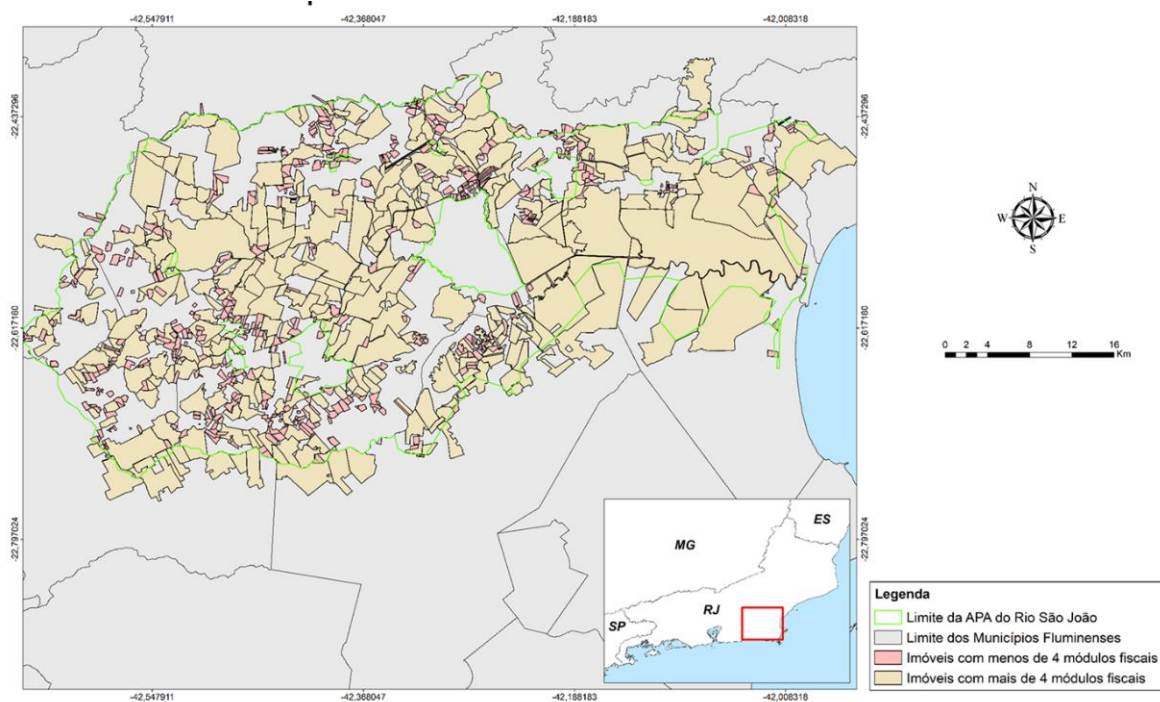 -42,547911 -42,368047 -42,188183 -42,008318
-22,437296 -22,437296
N
W E
S
-22,617160 -22,617160
0 2 4 8 12 16
Km
-22,797024 -22,797024
MG
ES
RJ
SP
Legenda
Limite da APA do Rio São João
Limite dos Municípios Fluminenses
Imóveis com menos de 4 módulos fiscais
Imóveis com mais de 4 módulos fiscais
-42,547911 -42,368047 -42,188183 -42,008318